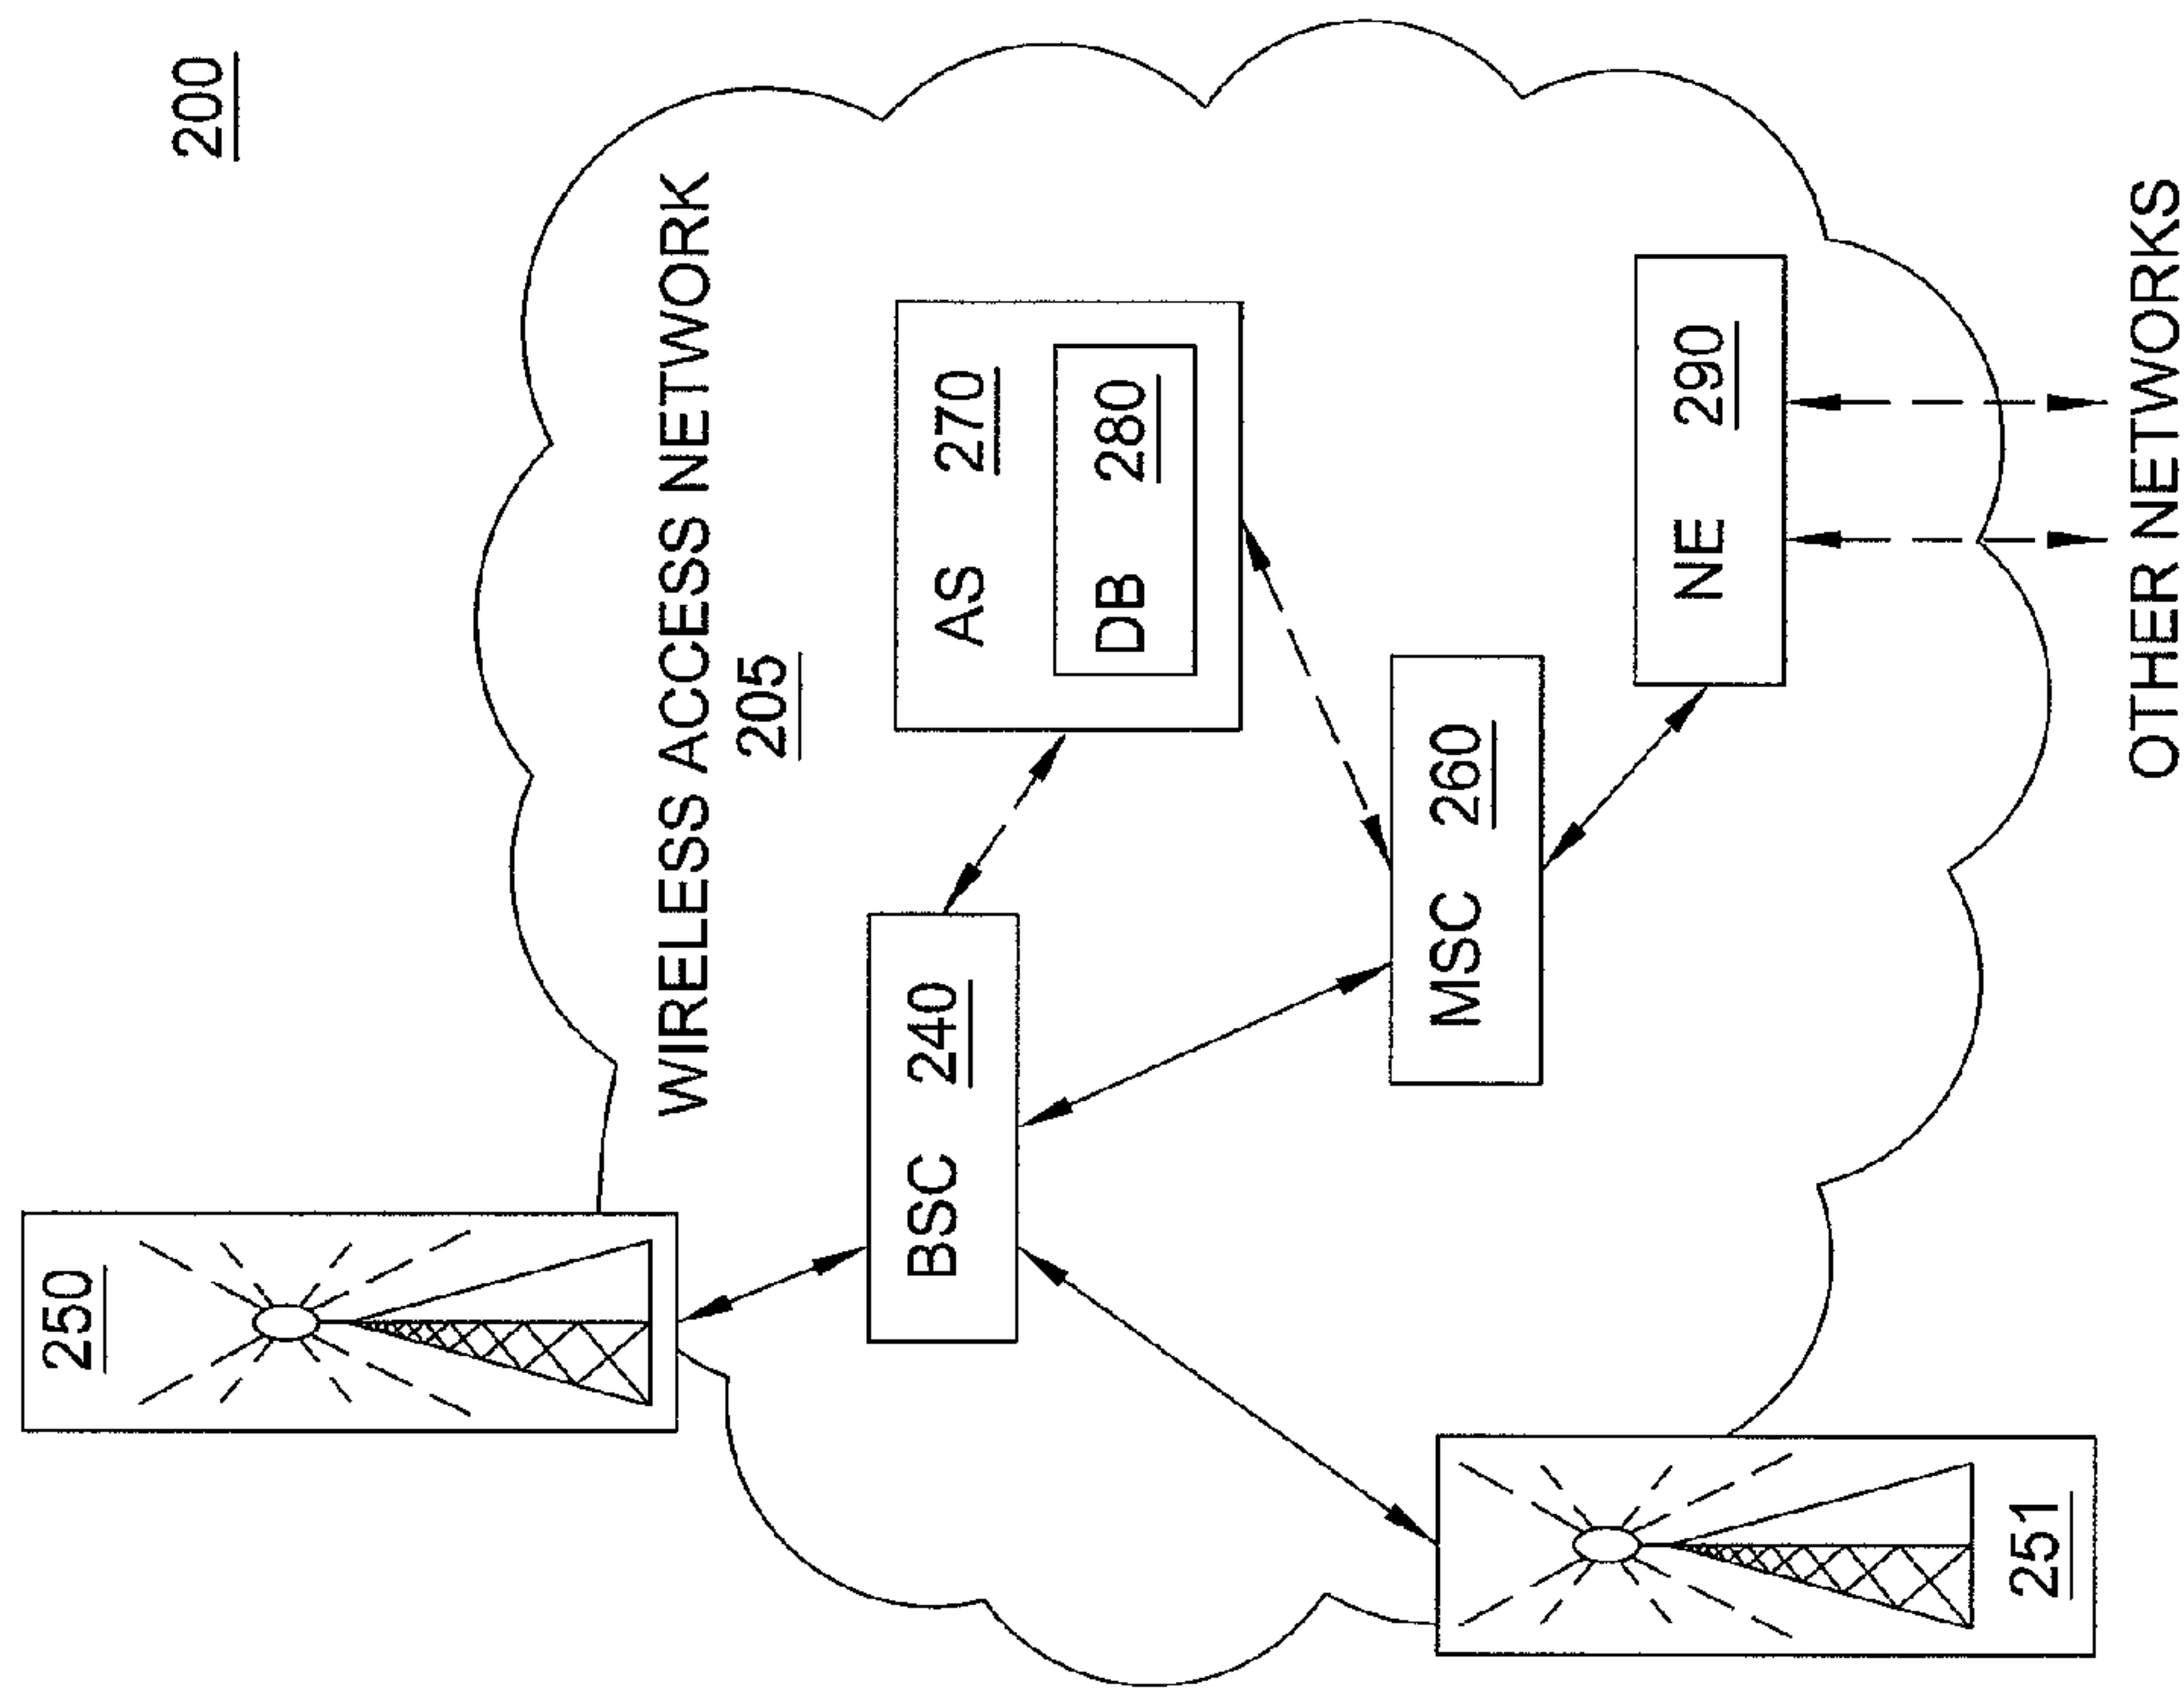 200
WIRELESS ACCESS NETWORK
205
250
BSC 240
AS 270
DB 280
MSC 260
NE 290
251
OTHER NETWORKS